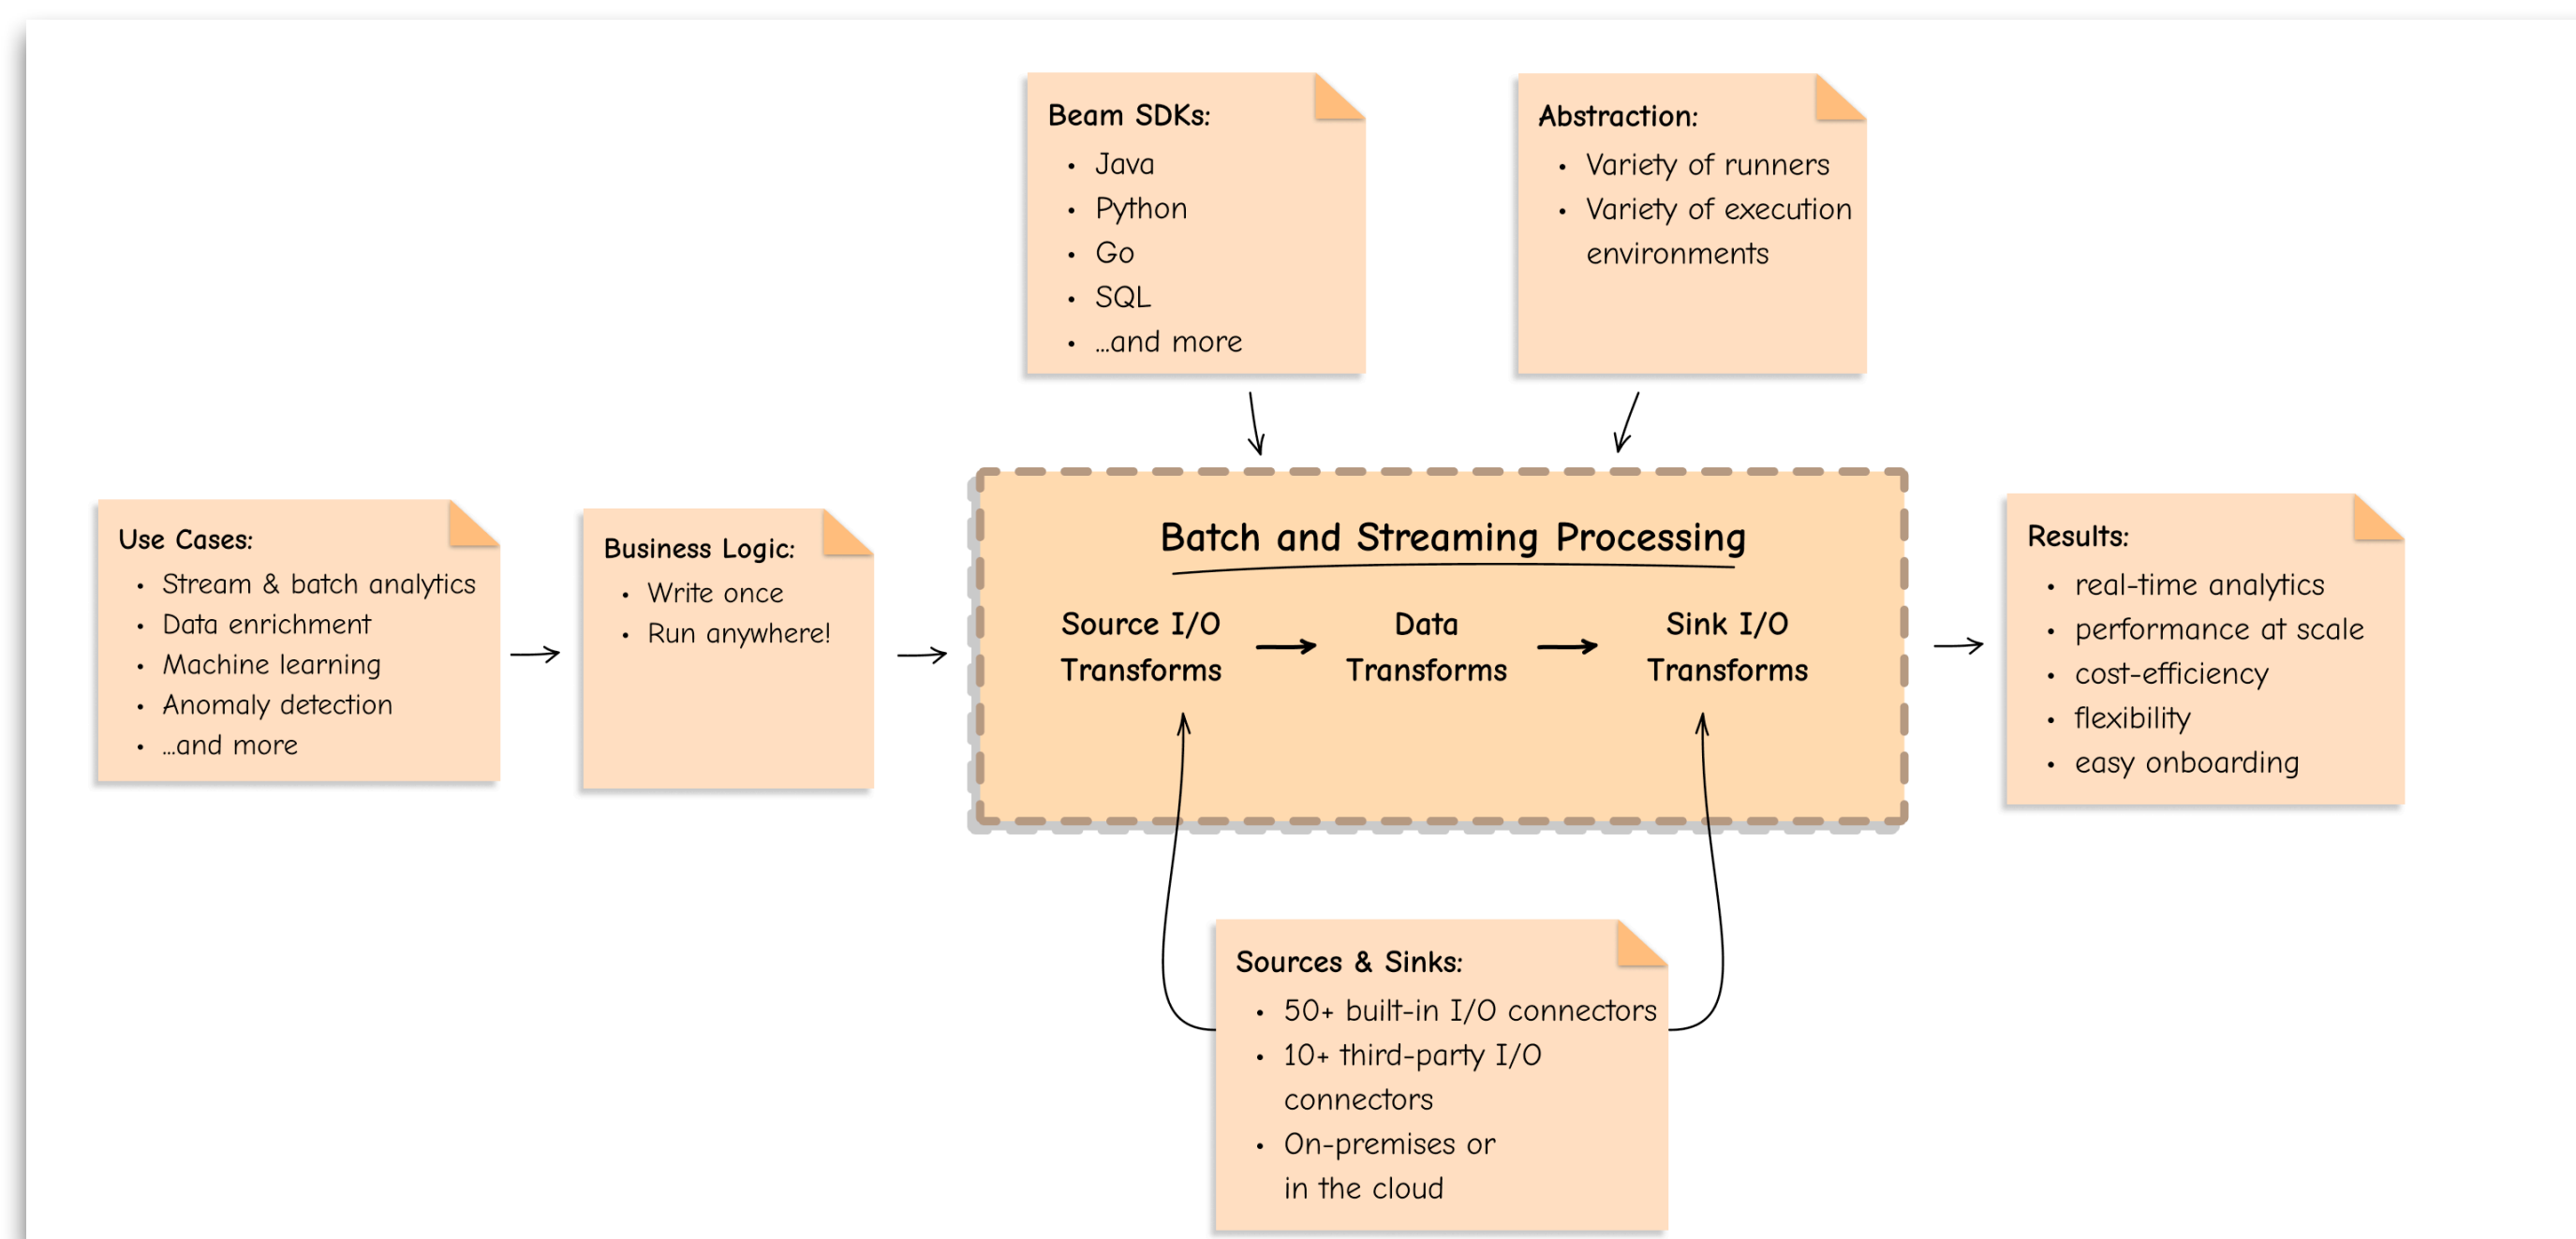 Beam SDKs:
• Java
• Python
• Go
• SQL
• ...and more
Abstraction:
• Variety of runners
• Variety of execution
environments
Use Cases:
• Stream & batch analytics
• Data enrichment
• Machine learning
• Anomaly detection
• ...and more
Business Logic:
• Write once
• Run anywhere!
Batch and Streaming Processing
Source I/O
Transforms
Data
Transforms
Sink I/O
Transforms
Results:
• real-time analytics
• performance at scale
• cost-efficiency
• flexibility
• easy onboarding
Sources & Sinks:
• 50+ built-in I/O connectors
• 10+ third-party I/O
connectors
• On-premises or
in the cloud